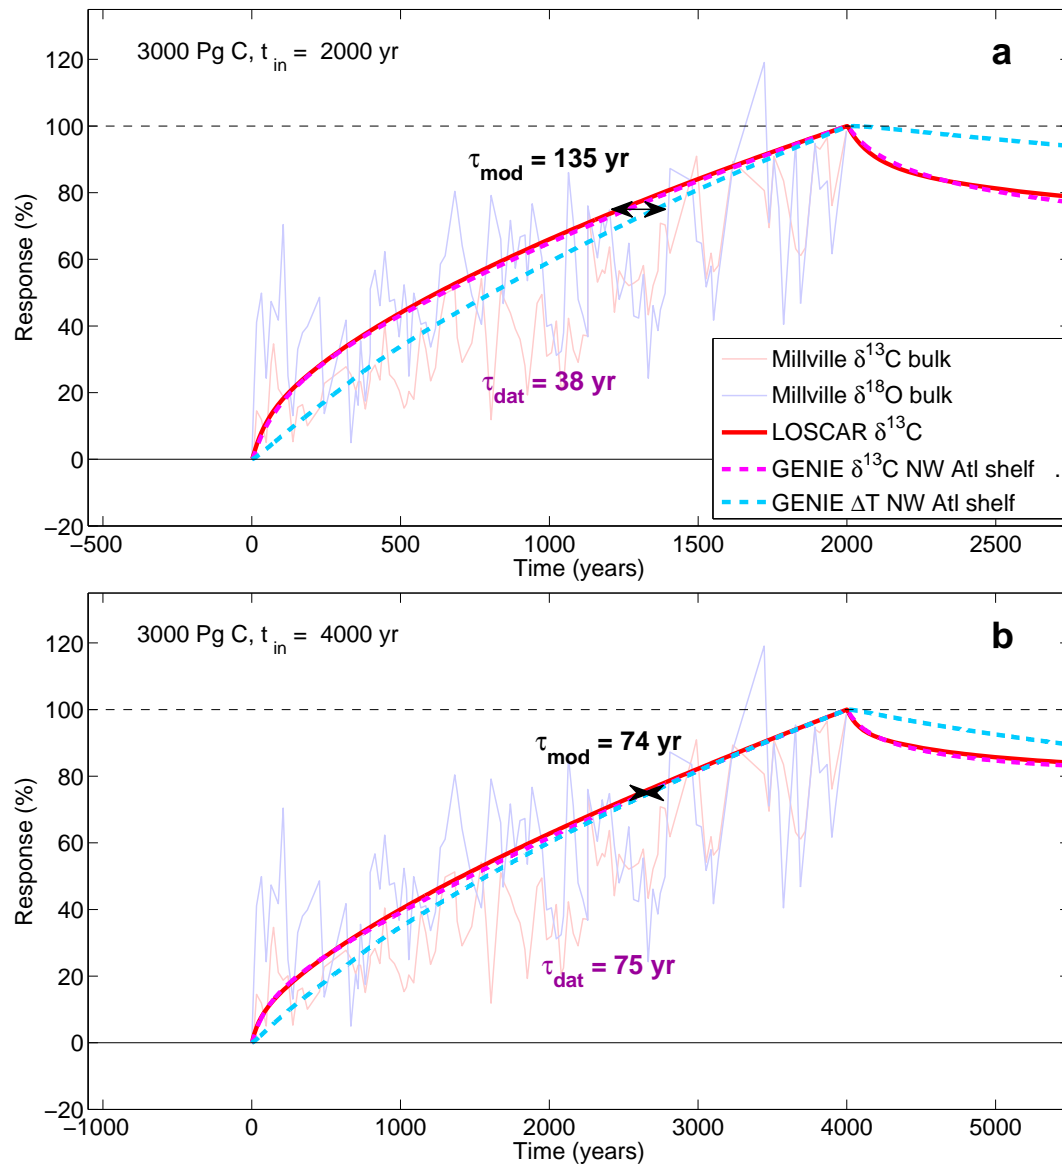 3000 Pg C, t in = 2000 yr
a
τmod = 135 yr
τdat = 38 yr
Response (%)
120
100
80
60
40
20
0
−20
Millville δ13C bulk
Millville δ18O bulk
LOSCAR δ13C
GENIE δ13C NW Atl shelf .
GENIE ΔT NW Atl shelf
−500 0 500 1000 1500 2000 2500
Time (years)
3000 Pg C, t in = 4000 yr
b
τmod = 74 yr
τdat = 75 yr
Response (%)
120
100
80
60
40
20
0
−20
−1000 0 1000 2000 3000 4000 5000
Time (years)